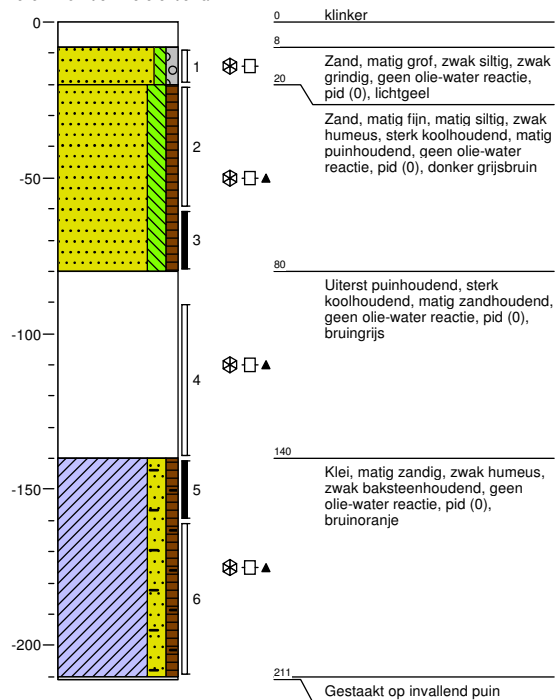 0
-50
-100
-150
-200
1
2
3
4
5
6
0
klinker
8
Zand, matig grof, zwak siltig, zwak
grindig, geen olie-water reactie,
pid (0), lichtgeel
20
Zand, matig fijn, matig siltig, zwak
humeus, sterk koolhoudend, matig
puinhoudend, geen olie-water
reactie, pid (0), donker grijsbruin
80
Uiterst puinhoudend, sterk
koolhoudend, matig zandhoudend,
geen olie-water reactie, pid (0),
bruingrijs
140
Klei, matig zandig, zwak humeus,
zwak baksteenhoudend, geen
olie-water reactie, pid (0),
bruinoranje
211
Gestaakt op invallend puin